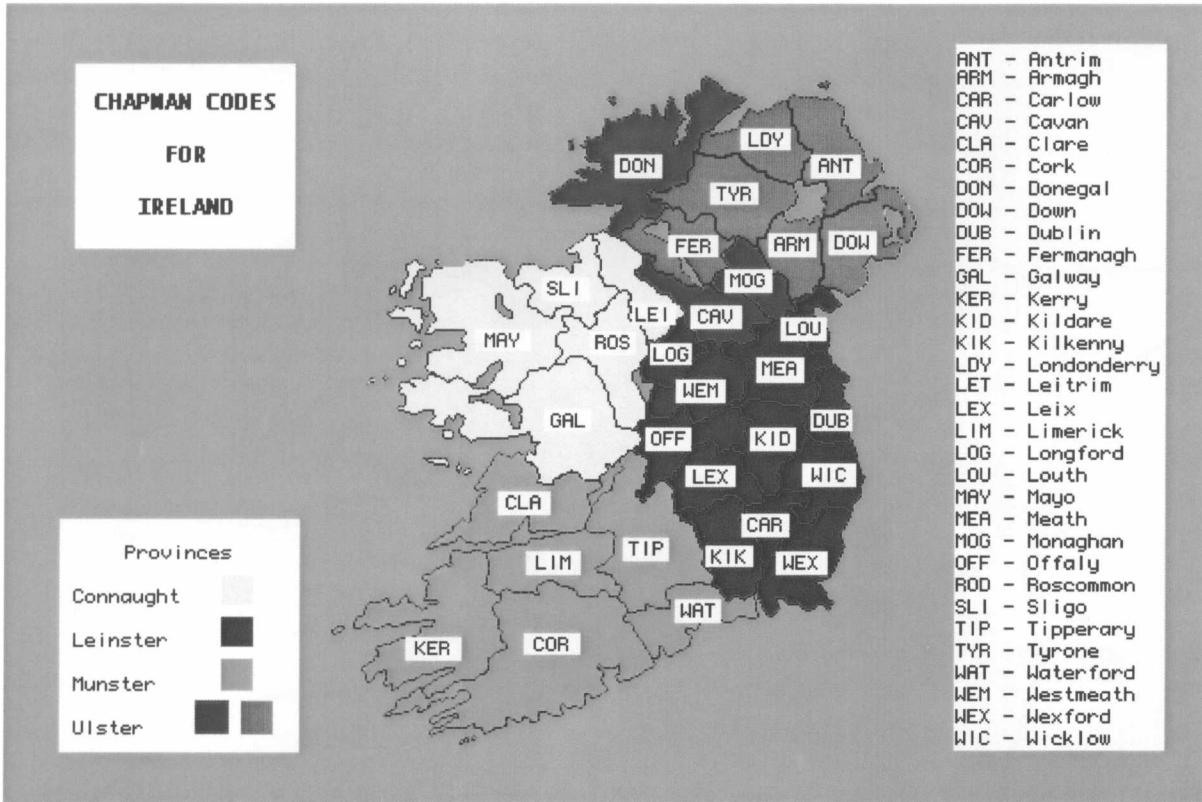 CHAPMAN CODES
FOR
IRELAND
LDY
DON
ANT
TYR
FER
ARM
DOW
MOG
SLI
LEI
CAV
LOU
MAY
ROS
LOG
MEA
WEM
GAL
DUB
OFF
KID
LEX
WIC
CLA
CAR
TIP
KIK
WEX
LIM
WAT
KER
COR
Provinces
Connaught
Leinster
Munster
Ulster
ANT - Antrim
ARM - Armagh
CAR - Carlow
CAV - Cavan
CLA - Clare
COR - Cork
DON - Donegal
DOW - Down
DUB - Dublin
FER - Fermanagh
GAL - Galway
KER - Kerry
KID - Kildare
KIK - Kilkenny
LDY - Londonderry
LET - Leitrim
LEX - Leix
LIM - Limerick
LOG - Longford
LOU - Louth
MAY - Mayo
MEA - Meath
MOG - Monaghan
OFF - Offaly
ROD - Roscommon
SLI - Sligo
TIP - Tipperary
TYR - Tyrone
WAT - Waterford
WEM - Westmeath
WEX - Wexford
WIC - Wicklow